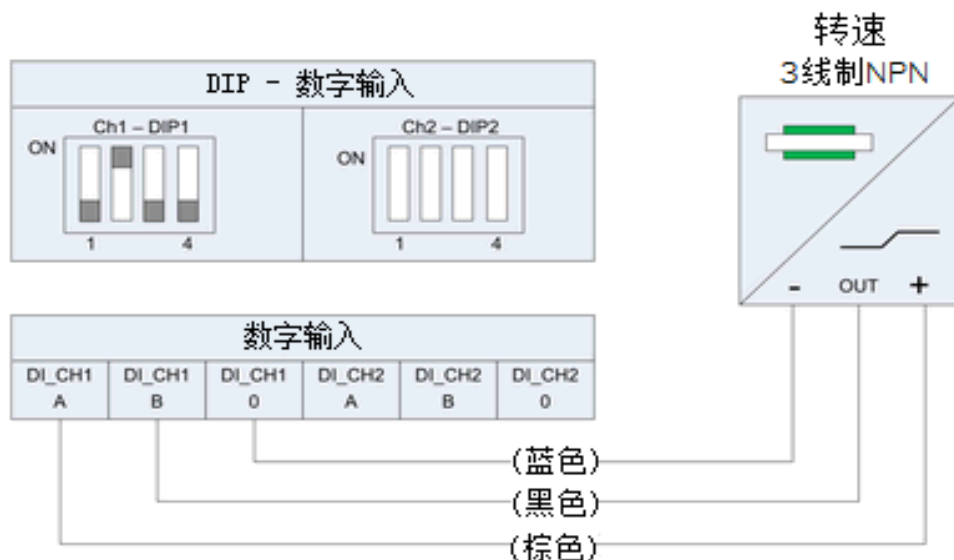 转速
3线制NPN
DIP - 数字输入
Ch1 – DIP1
Ch2 – DIP2
ON
ON
1 4
1 4
- OUT +
数字输入
DI_CH1 A
DI_CH1 B
DI_CH1 0
DI_CH2 A
DI_CH2 B
DI_CH2 0
(蓝色)
(黑色)
(棕色)